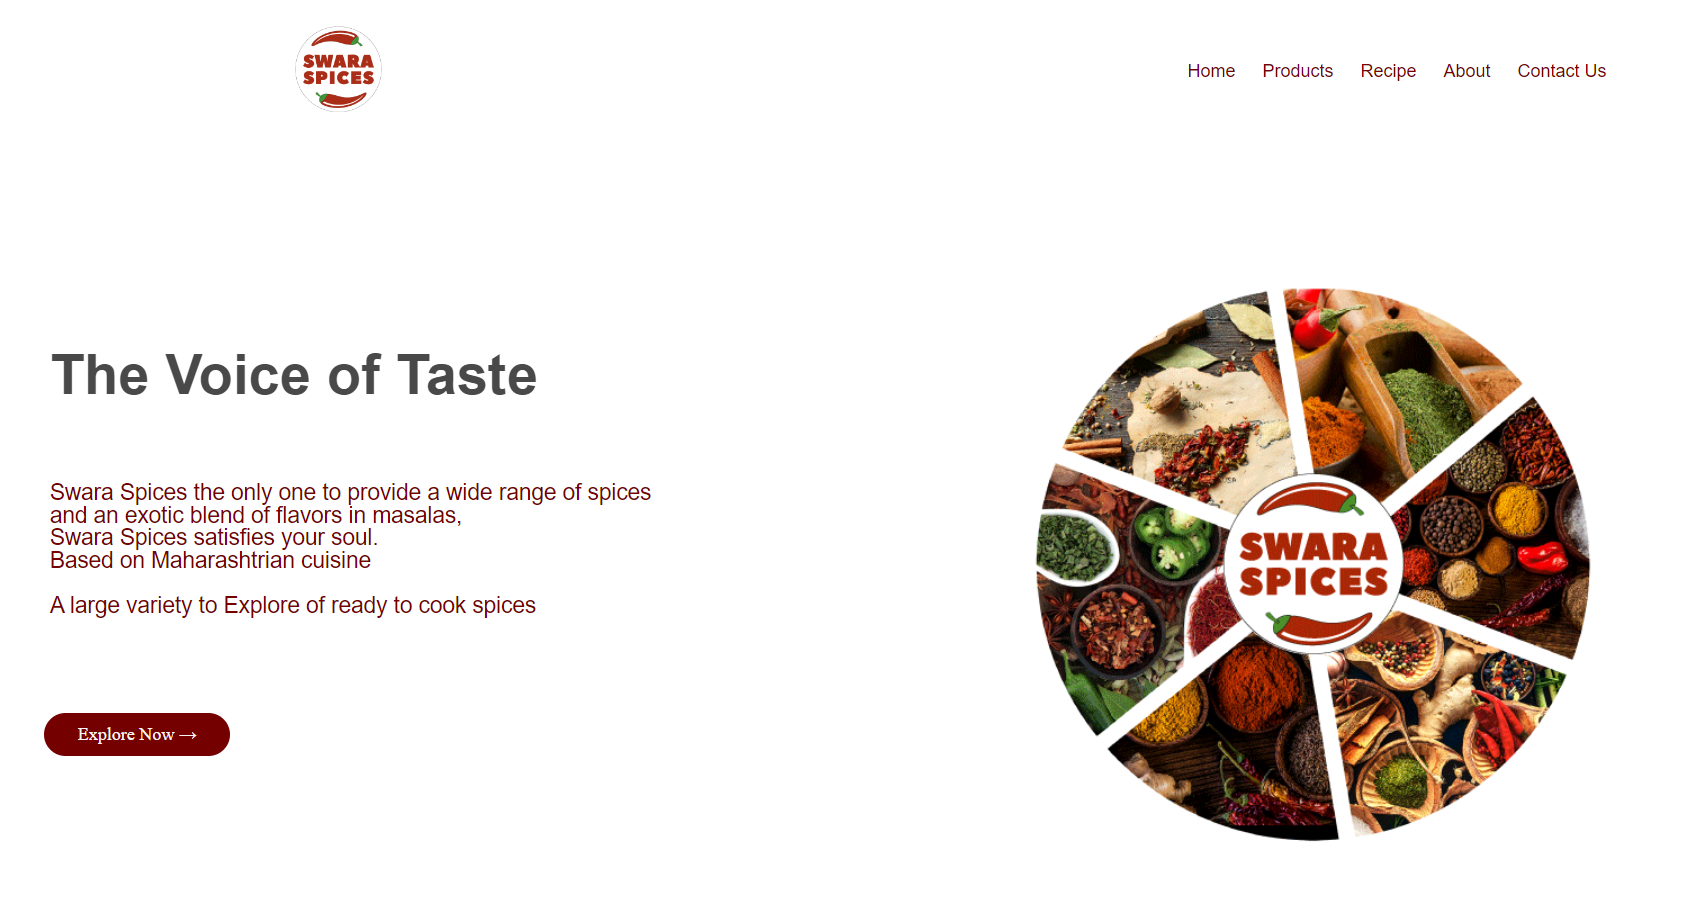 SWARA
SPICES
Home Products Recipe About Contact Us
The Voice of Taste
Swara Spices the only one to provide a wide range of spices
and an exotic blend of flavors in masalas,
Swara Spices satisfies your soul.
Based on Maharashtrian cuisine
A large variety to Explore of ready to cook spices
Explore Now →
SWARA
SPICES